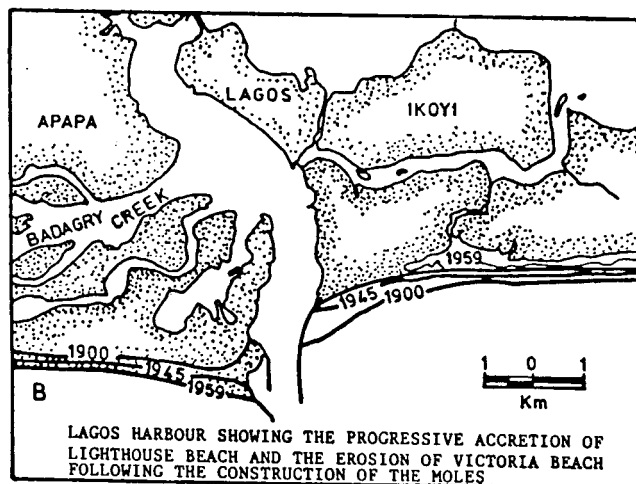 LAGOS
IKOYI
APAPA
BADAGRY CREEK
1959
1945
1900
1900
1945
1959
B
1 0 1
Km
LAGOS HARBOUR SHOWING THE PROGRESSIVE ACCRETION OF
LIGHTHOUSE BEACH AND THE EROSION OF VICTORIA BEACH
FOLLOWING THE CONSTRUCTION OF THE MOLES